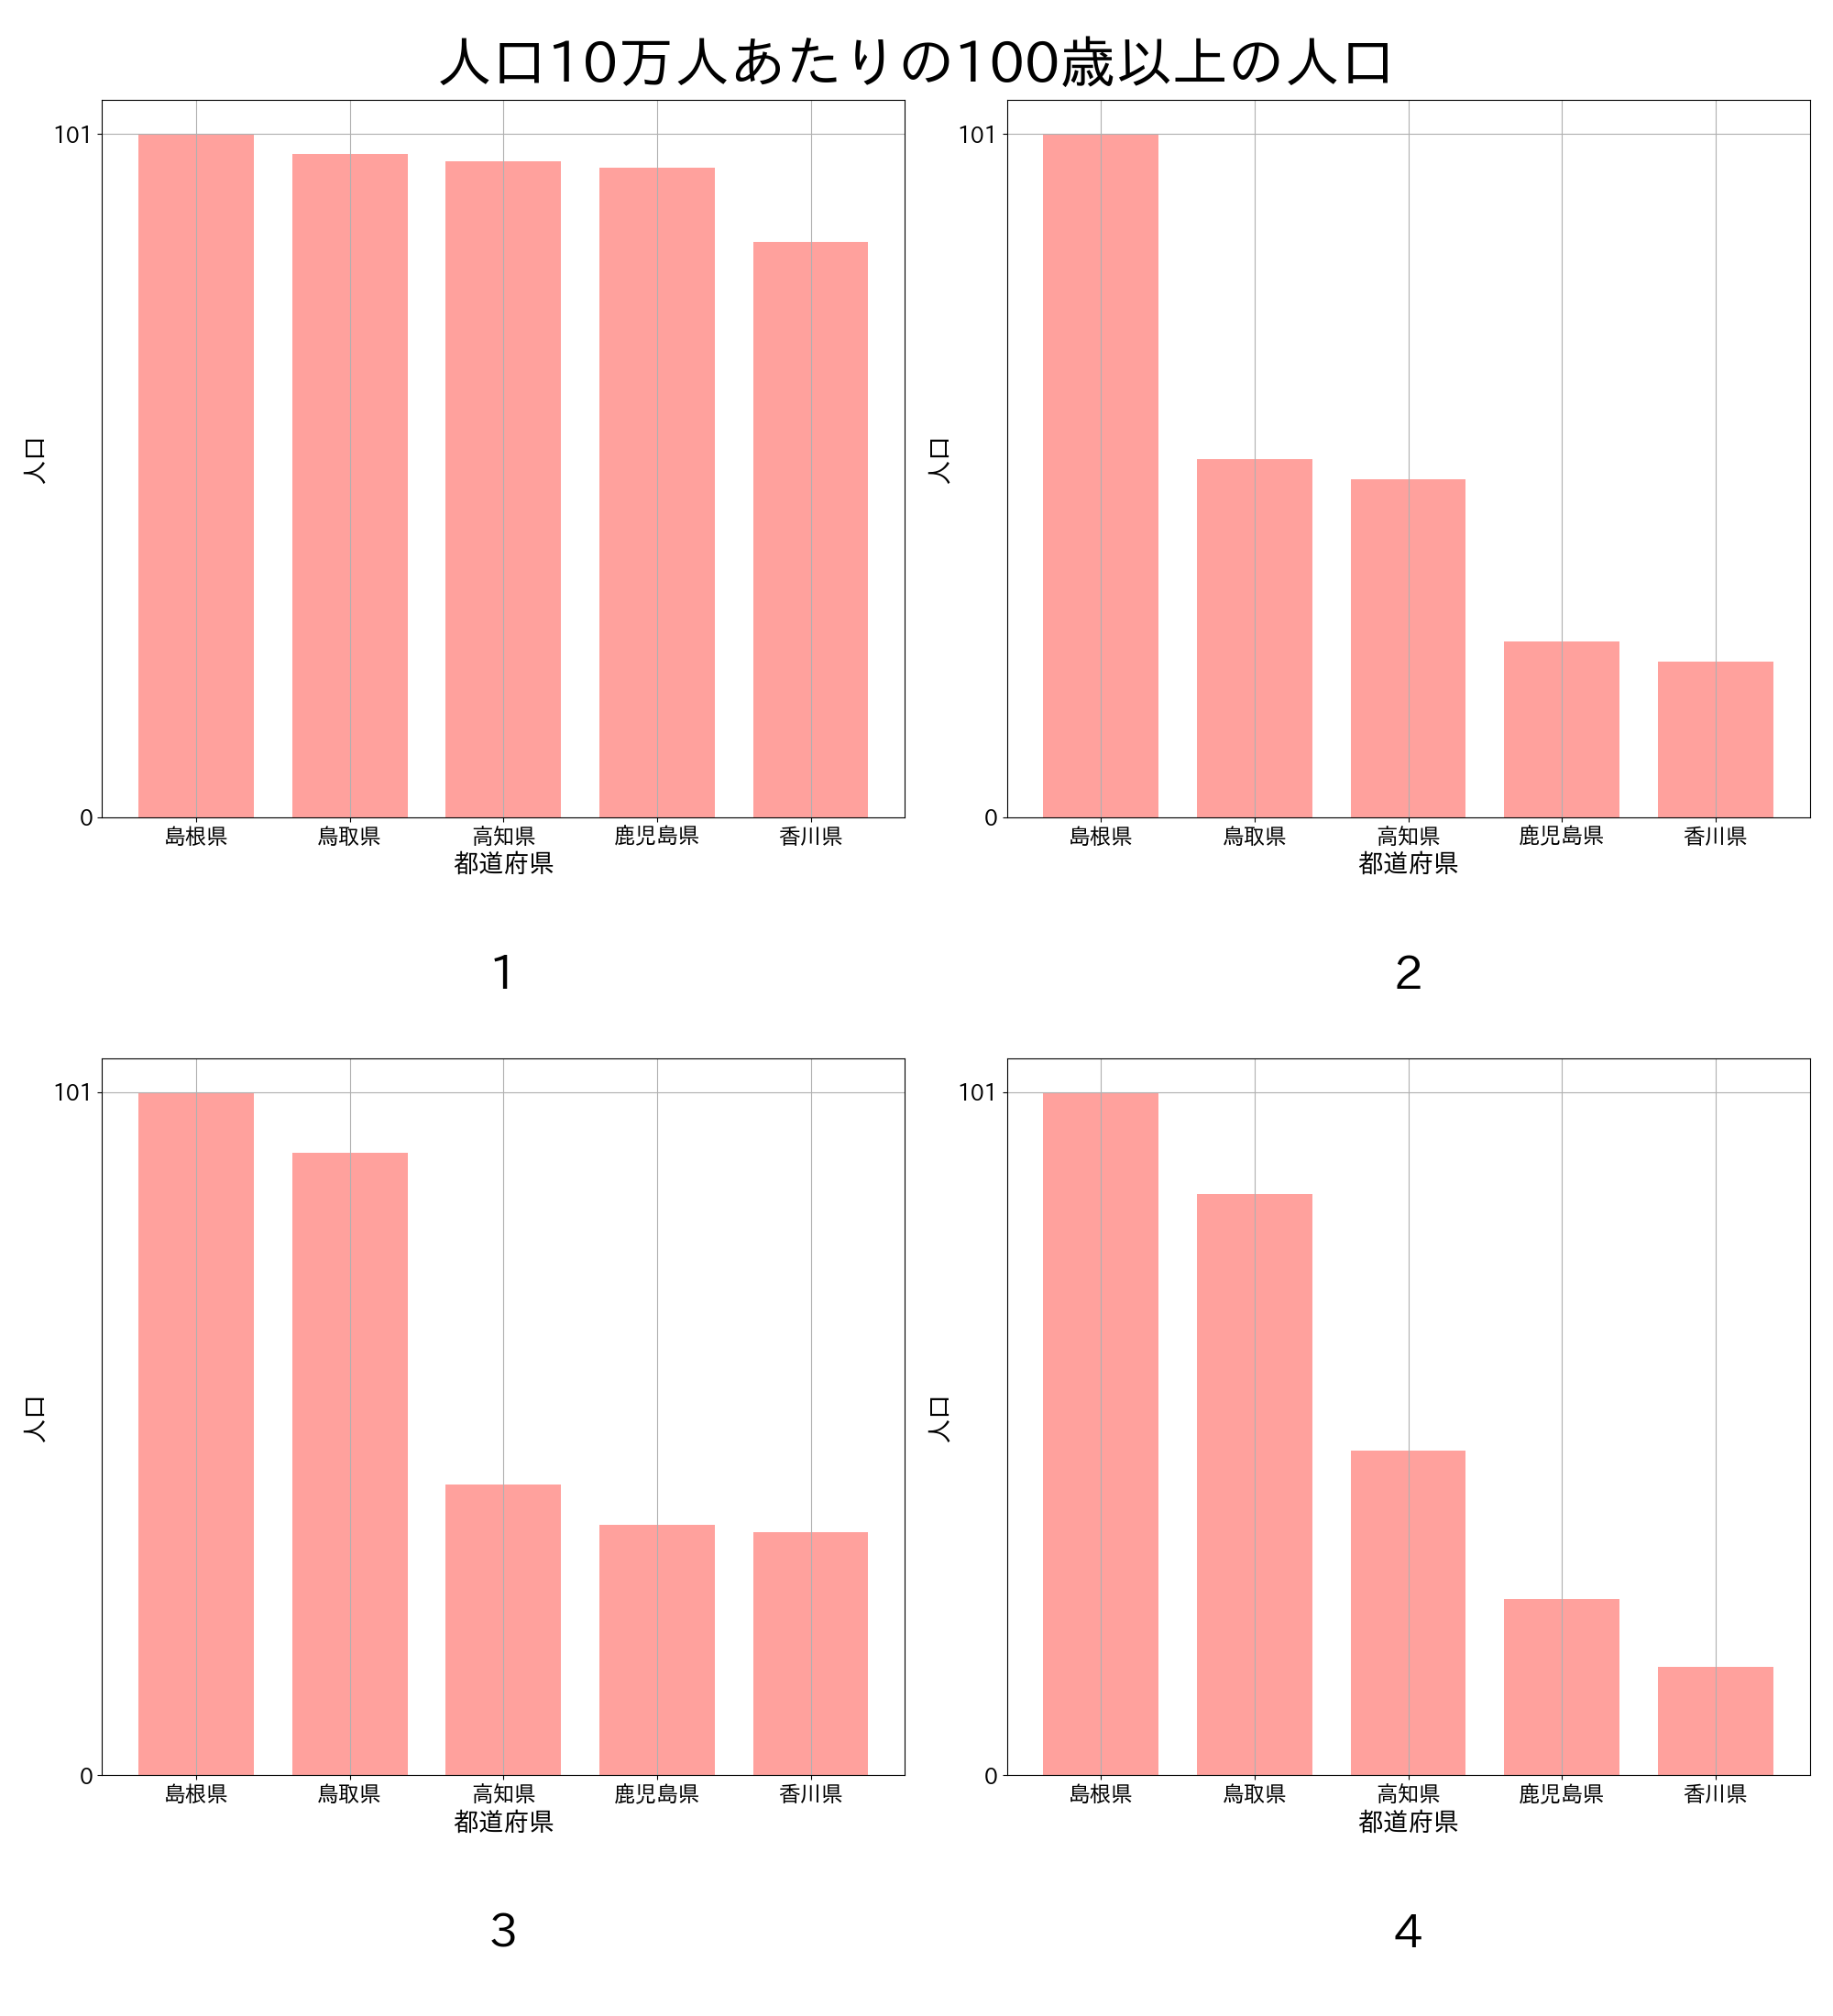 人口10万人あたりの100歳以上の人口
101
0
人口
島根県 鳥取県 高知県 鹿児島県 香川県
都道府県
1
101
0
人口
島根県 鳥取県 高知県 鹿児島県 香川県
都道府県
2
101
0
人口
島根県 鳥取県 高知県 鹿児島県 香川県
都道府県
3
101
0
人口
島根県 鳥取県 高知県 鹿児島県 香川県
都道府県
4